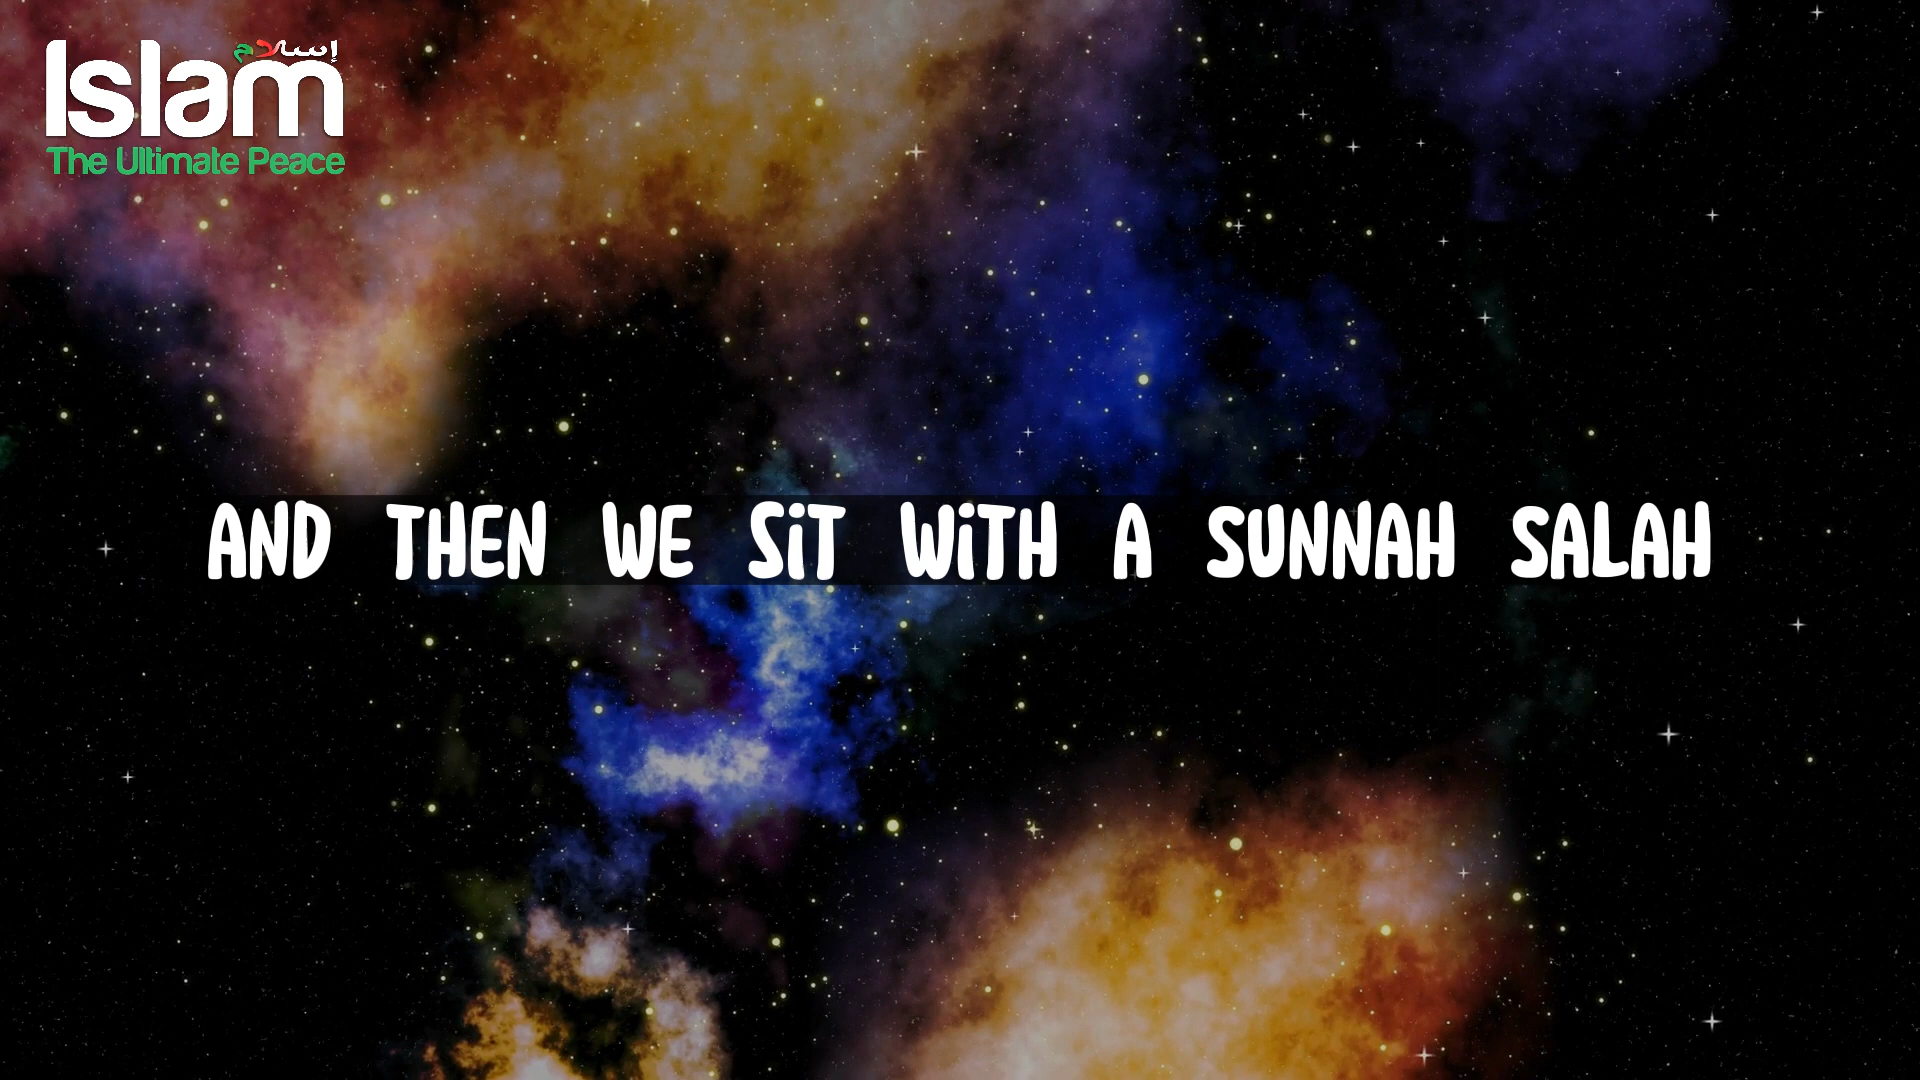 إسلام
Islam
The Ultimate Peace
AND THEN WE SiT WiTH A SUNNAH SALAH